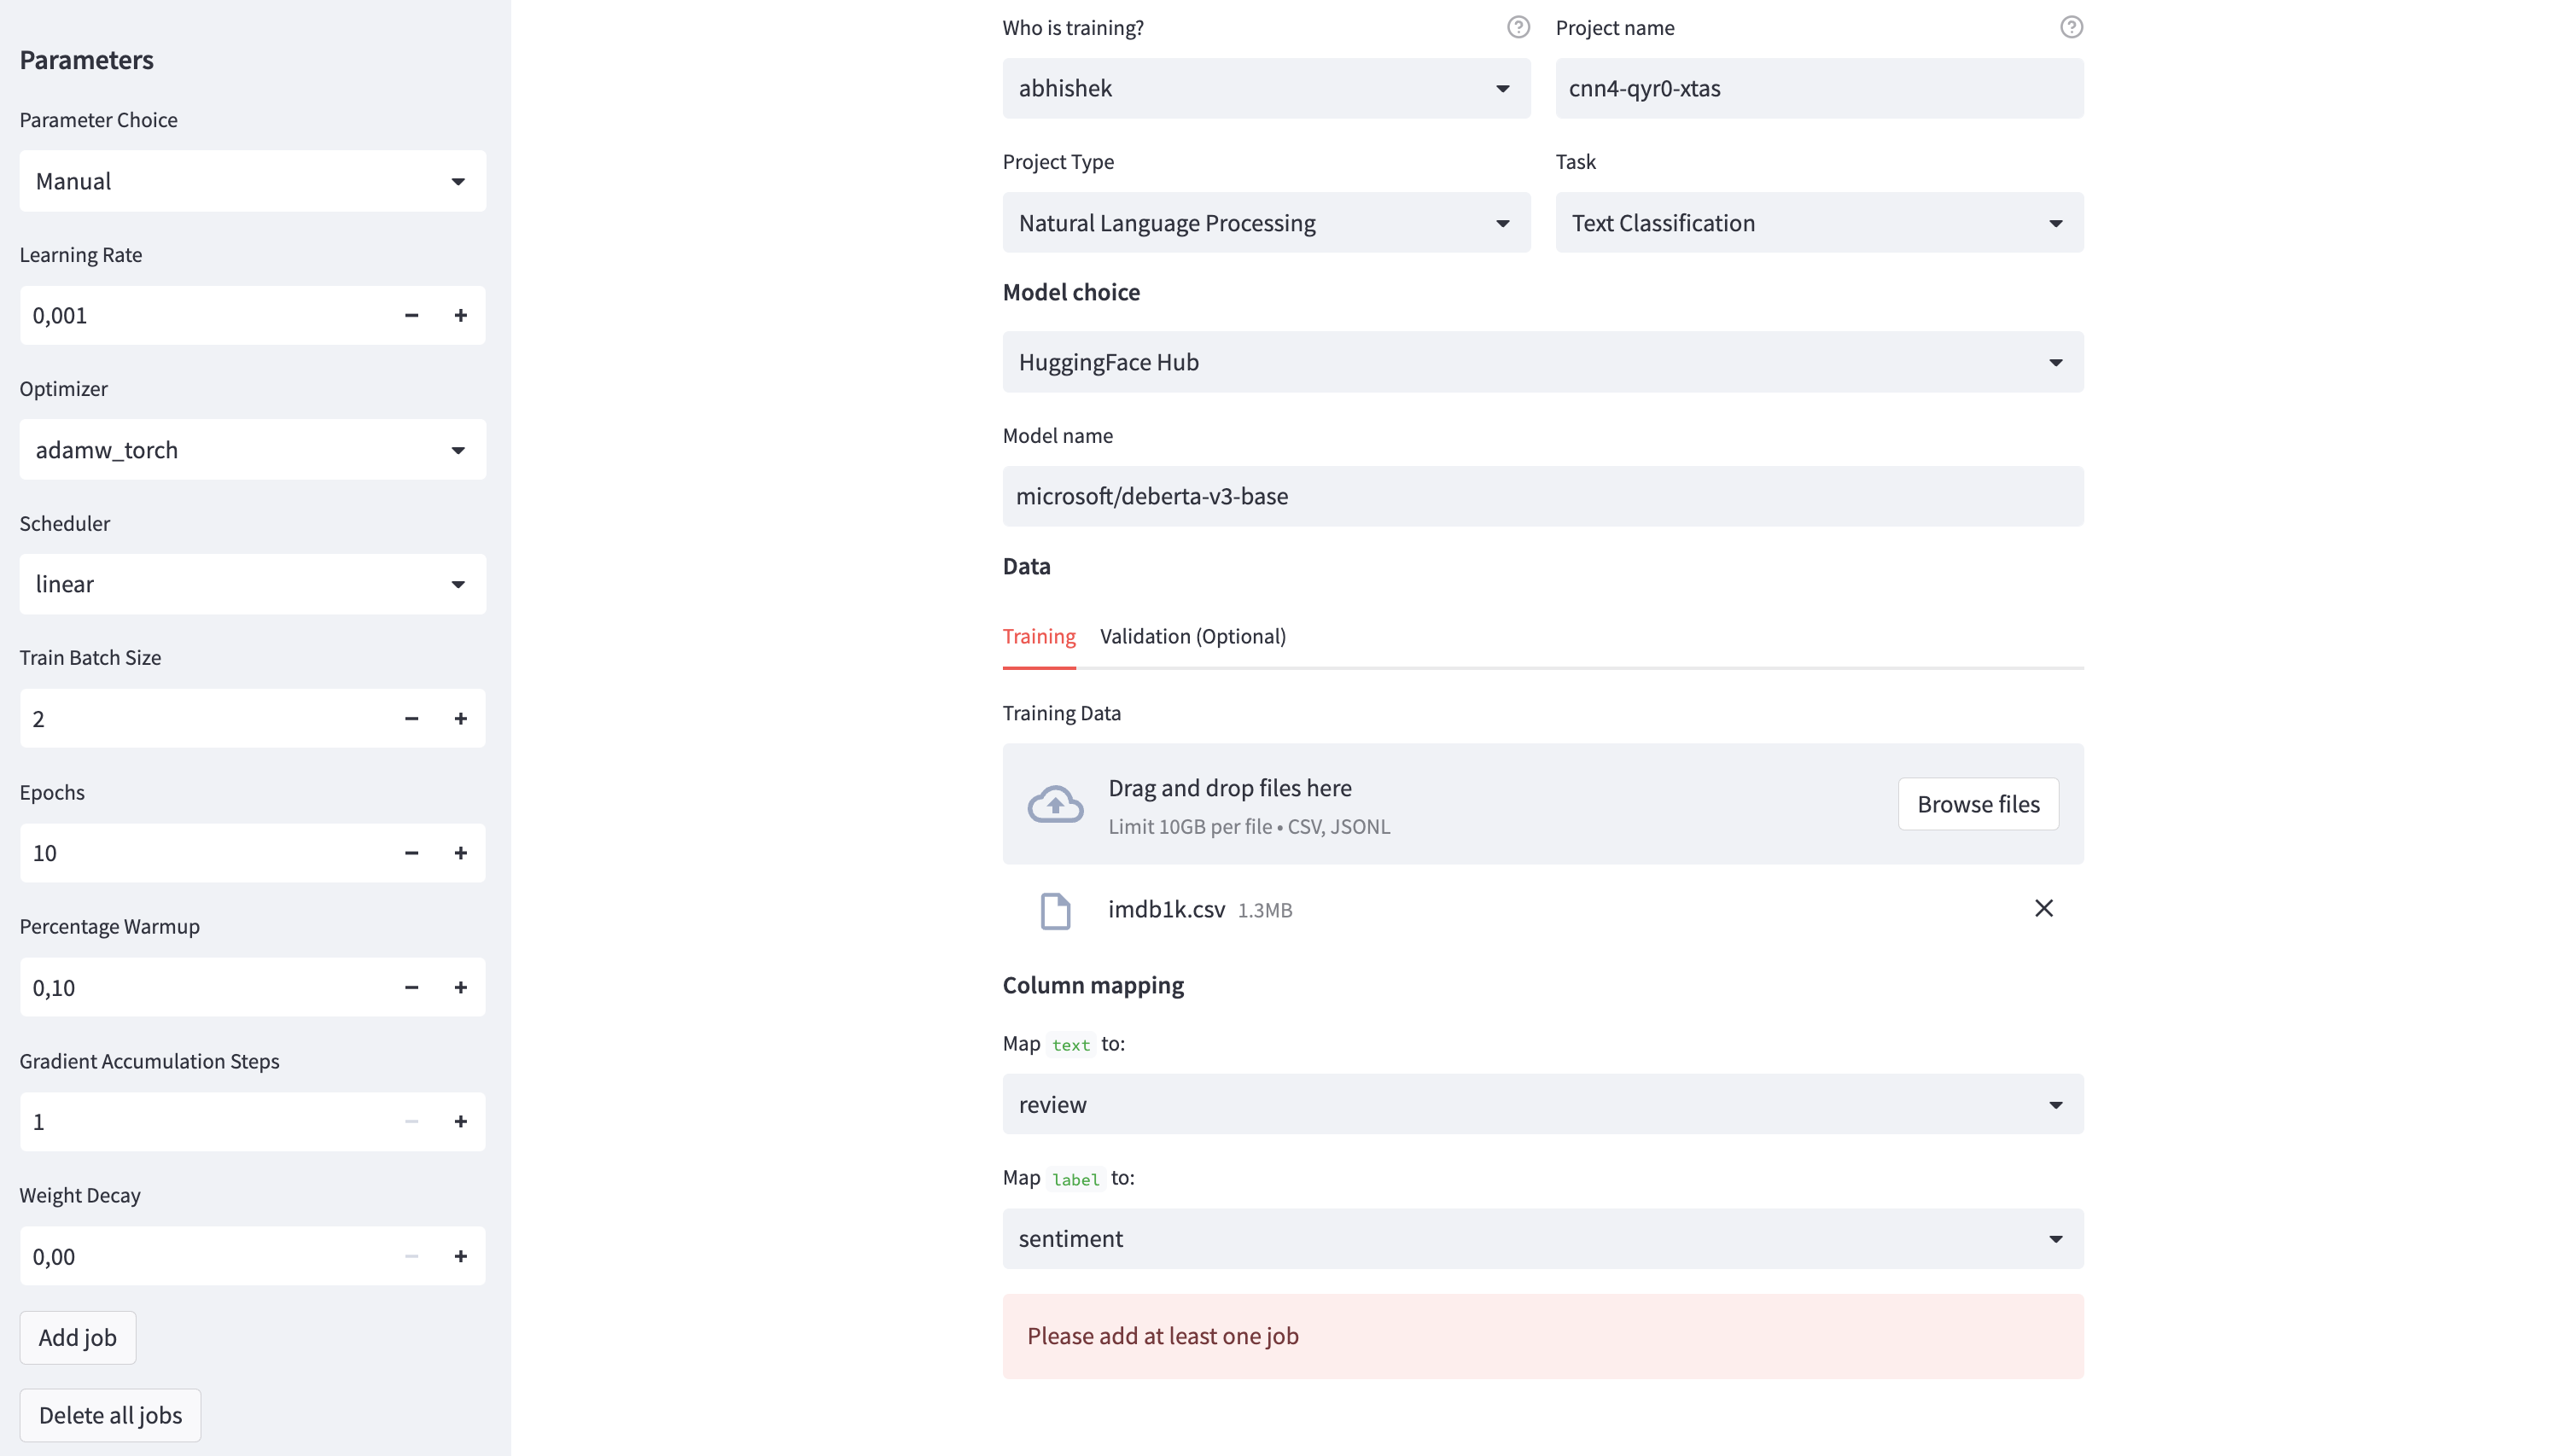 Parameters
Parameter Choice
Manual
Learning Rate
0,001
Optimizer
adamw_torch
Scheduler
linear
Train Batch Size
2
Epochs
10
Percentage Warmup
0,10
Gradient Accumulation Steps
1
Weight Decay
0,00
Add job
Delete all jobs
Who is training?
abhishek
Project name
cnn4-qyr0-xtas
Project Type
Natural Language Processing
Task
Text Classification
Model choice
HuggingFace Hub
Model name
microsoft/deberta-v3-base
Data
Training Validation (Optional)
Training Data
Drag and drop files here
Limit 10GB per file • CSV, JSONL
Browse files
imdb1k.csv 1.3MB
Column mapping
Map text to:
review
Map label to:
sentiment
Please add at least one job